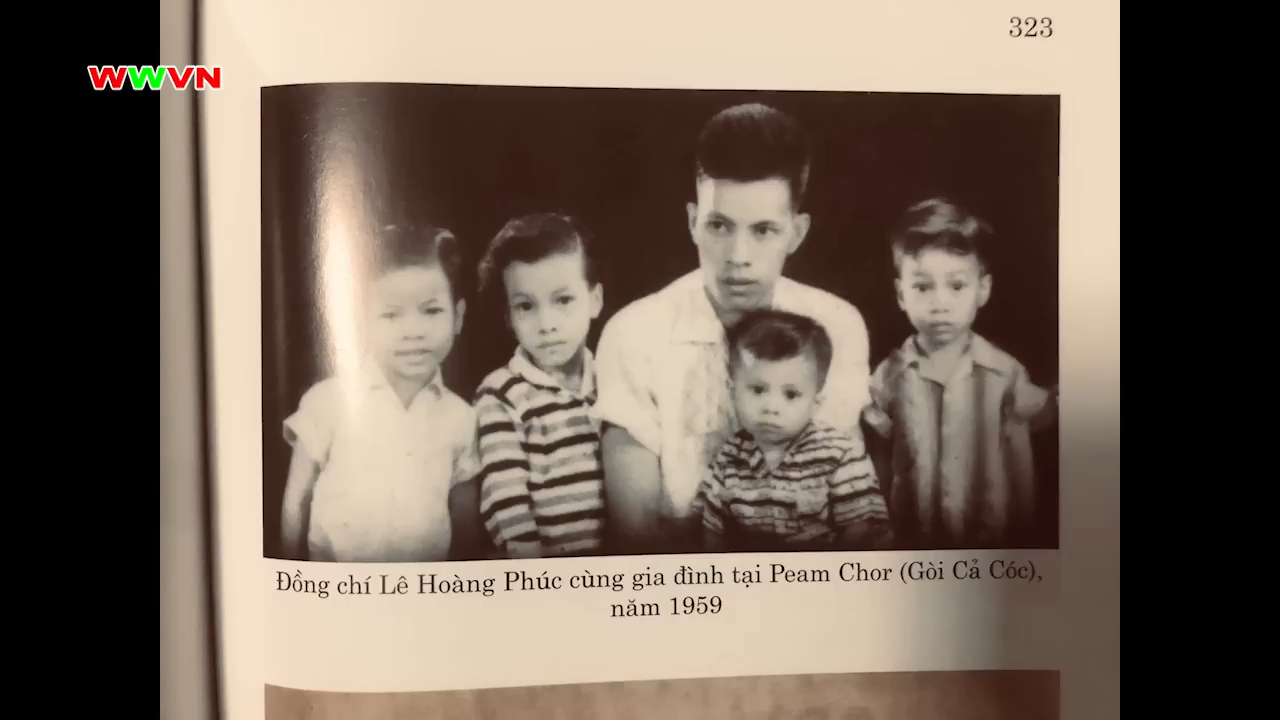 323
WWVN
Đồng chí Lê Hoàng Phúc cùng gia đình tại Peam Chor (Gòi Cả Cóc),
năm 1959